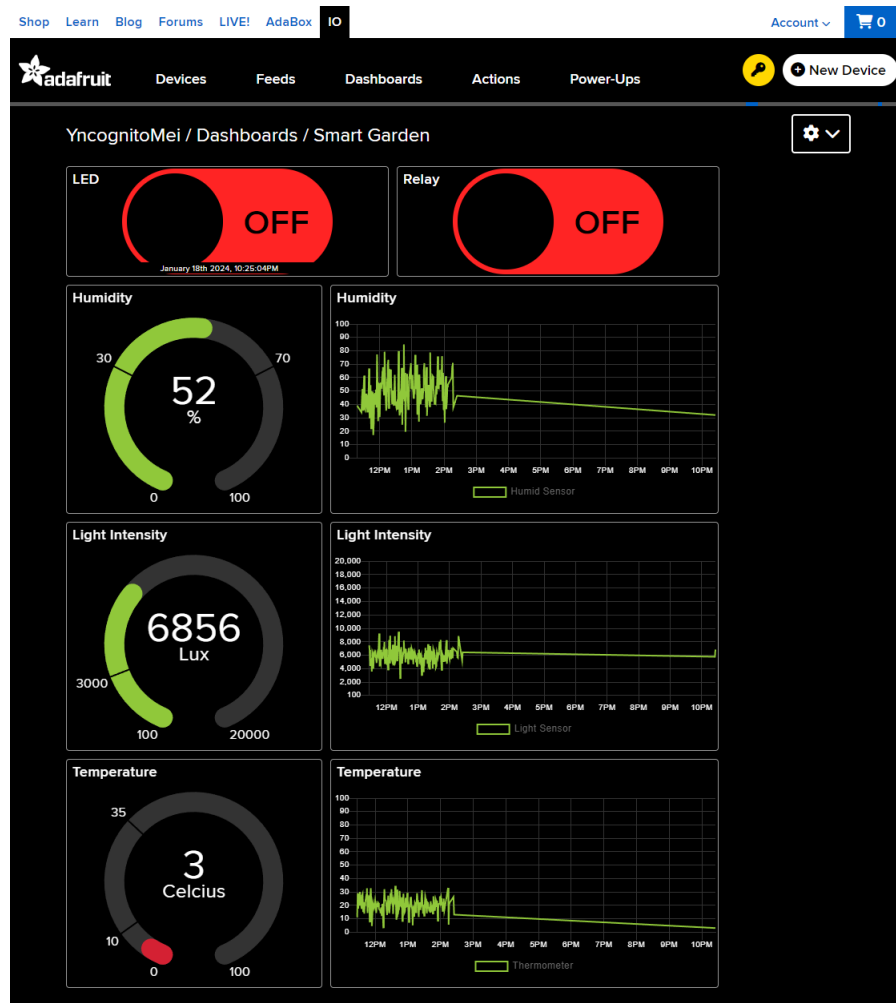 Shop Learn Blog Forums LIVE! AdaBox IO Account 0
adafruit Devices Feeds Dashboards Actions Power-Ups New Device
YncognitoMei / Dashboards / Smart Garden
LED
OFF
January 18th 2024, 10:25:04PM
Relay
OFF
Humidity
30
70
52
%
0
100
Humidity
100
90
80
70
60
50
40
30
20
10
0
12PM 1PM 2PM 3PM 4PM 5PM 6PM 7PM 8PM 9PM 10PM
Humid Sensor
Light Intensity
6856
Lux
3000
100
20000
Light Intensity
20,000
18,000
16,000
14,000
12,000
10,000
8,000
6,000
4,000
2,000
100
12PM 1PM 2PM 3PM 4PM 5PM 6PM 7PM 8PM 9PM 10PM
Light Sensor
Temperature
35
3
Celcius
10
0
100
Temperature
100
90
80
70
60
50
40
30
20
10
0
12PM 1PM 2PM 3PM 4PM 5PM 6PM 7PM 8PM 9PM 10PM
Thermometer